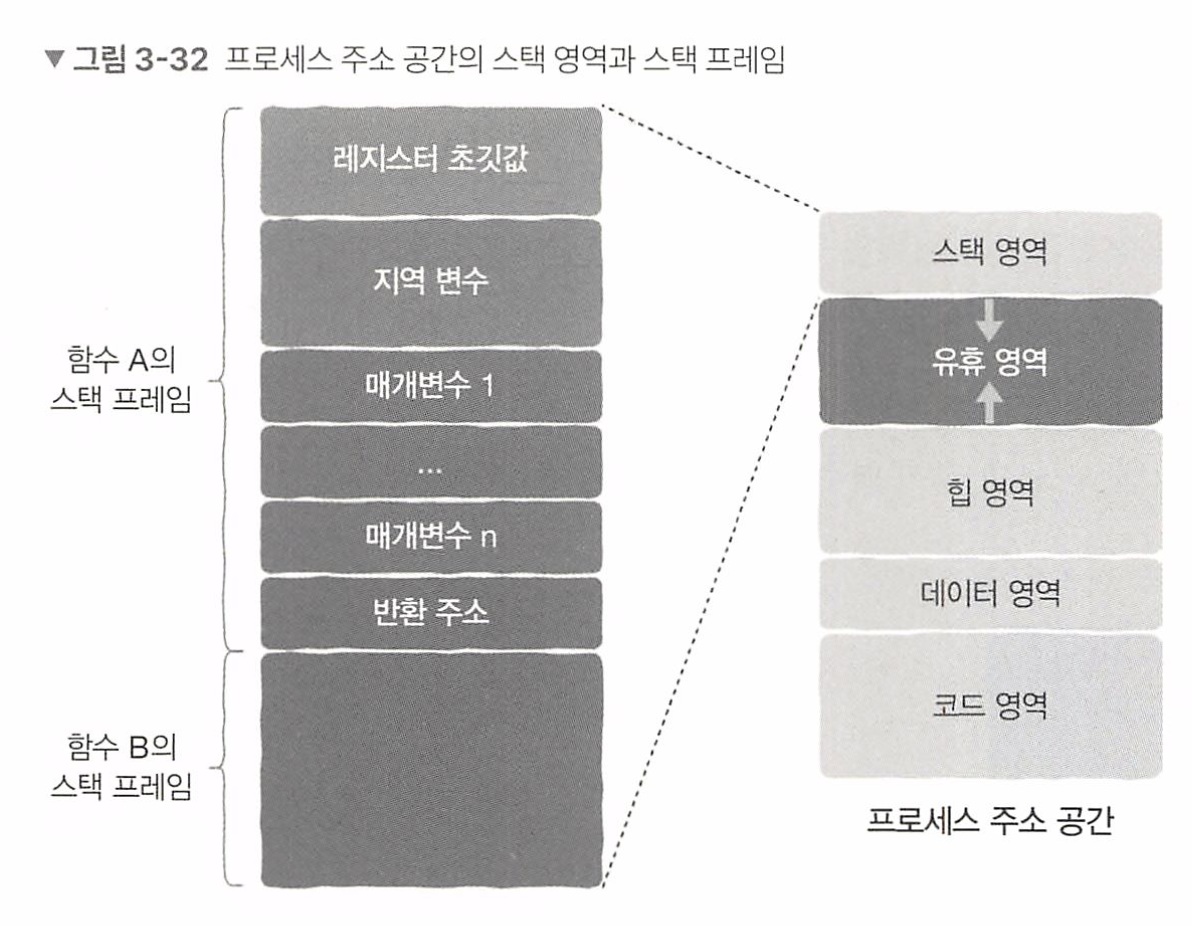 ▼ 그림 3-32 프로세스 주소 공간의 스택 영역과 스택 프레임
레지스터 초깃값
지역 변수
함수 A의
스택 프레임
매개변수 1
...
매개변수 n
반환 주소
함수 B의
스택 프레임
스택 영역
유휴 영역
힙 영역
데이터 영역
코드 영역
프로세스 주소 공간